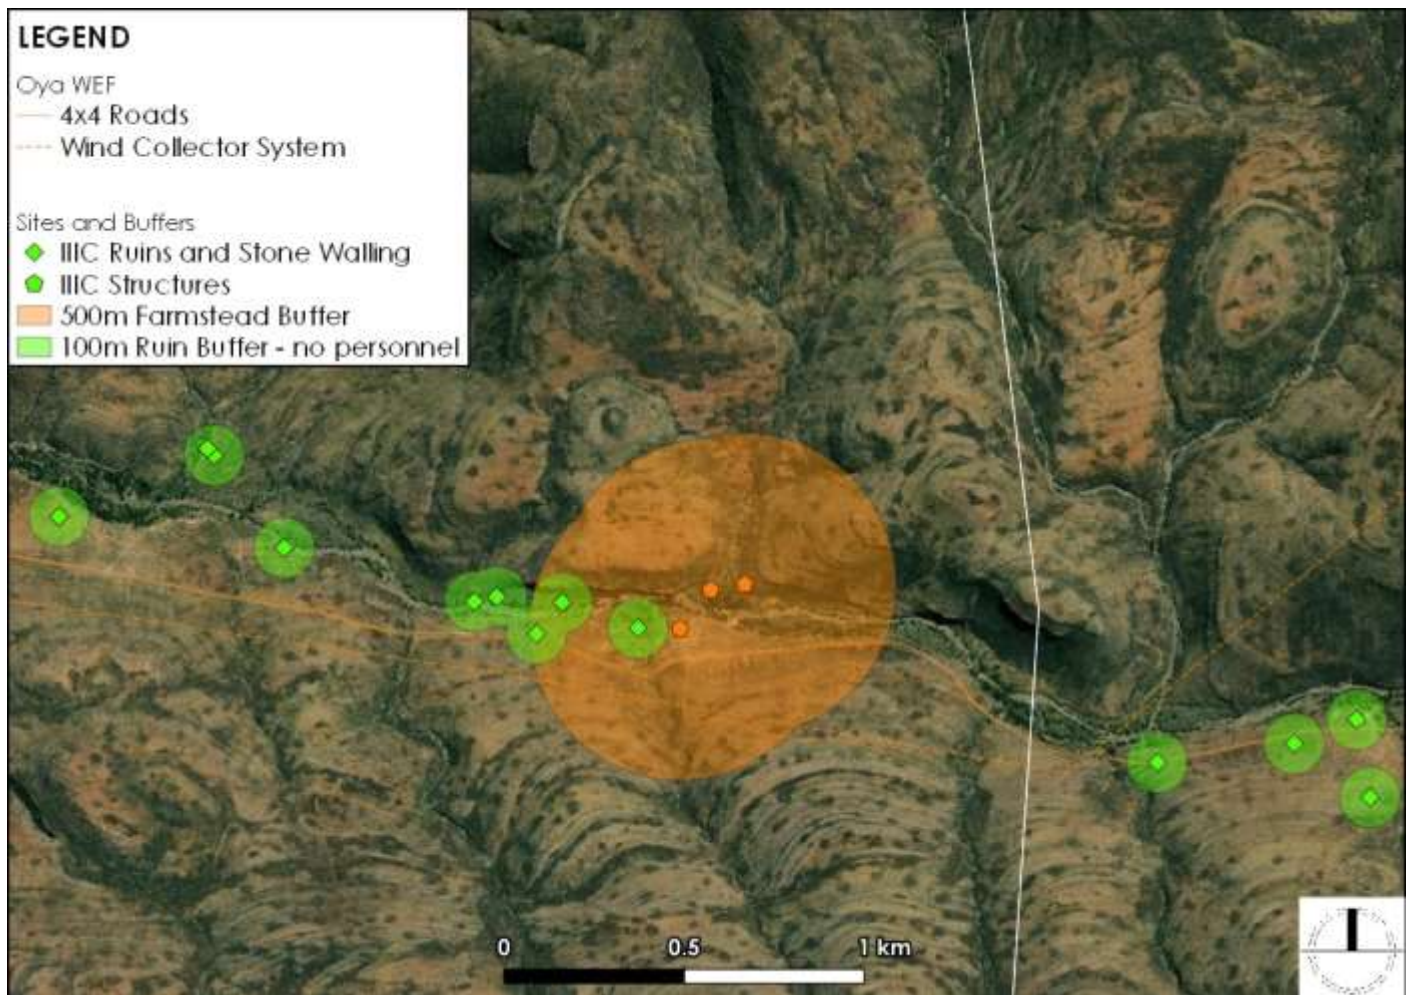 LEGEND
Oya WEF
4x4 Roads
Wind Collector System
Sites and Buffers
IIIC Ruins and Stone Walling
IIIC Structures
500m Farmstead Buffer
100m Ruin Buffer - no personnel
0 0.5 1 km